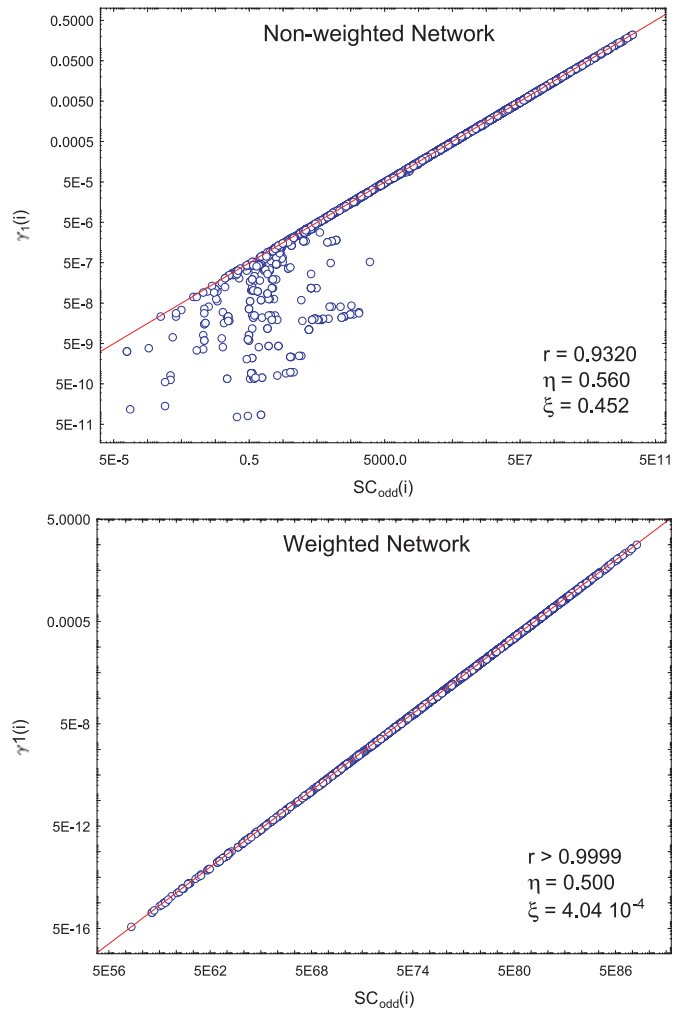 Non-weighted Network
0.5000
0.0500
0.0050
0.0005
5E-5
5E-6
5E-7
5E-8
5E-9
5E-10
5E-11
γ₁(i)
r = 0.9320
η = 0.560
ξ = 0.452
5E-5 0.5 5000.0 5E7 5E11
SC_odd(i)
Weighted Network
5.0000
0.0005
5E-8
5E-12
5E-16
γ1(i)
r > 0.9999
η = 0.500
ξ = 4.04 10⁻⁴
5E56 5E62 5E68 5E74 5E80 5E86
SC_odd(i)